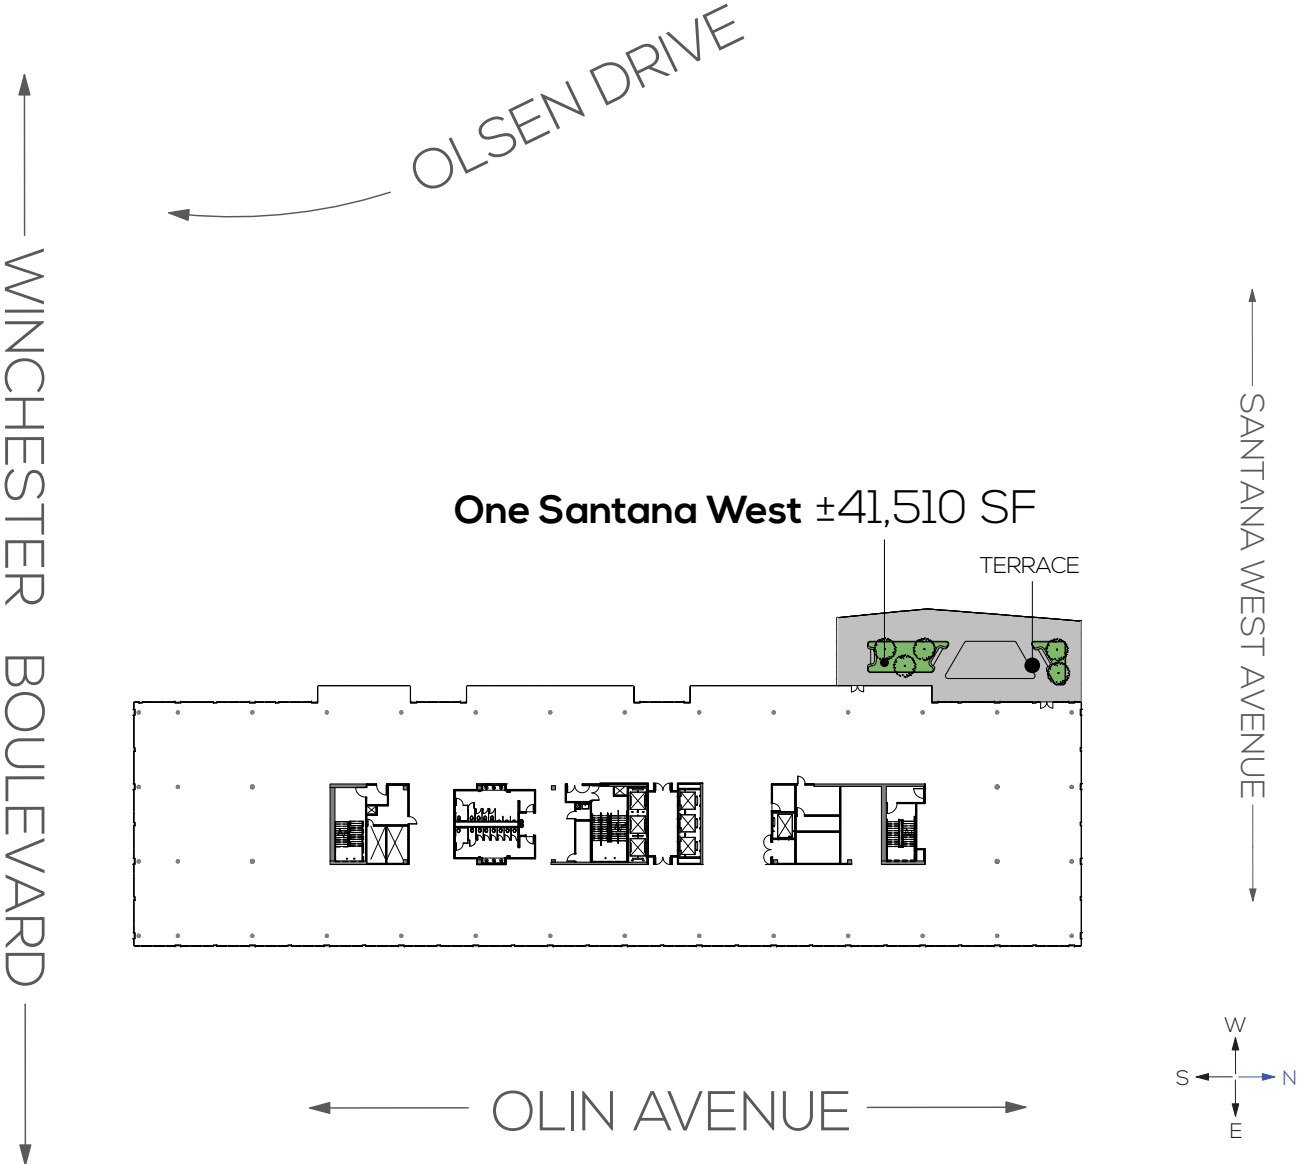 OLSEN DRIVE
WINCHESTER BOULEVARD
SANTANA WEST AVENUE
One Santana West ±41,510 SF
TERRACE
W
S N
E
OLIN AVENUE